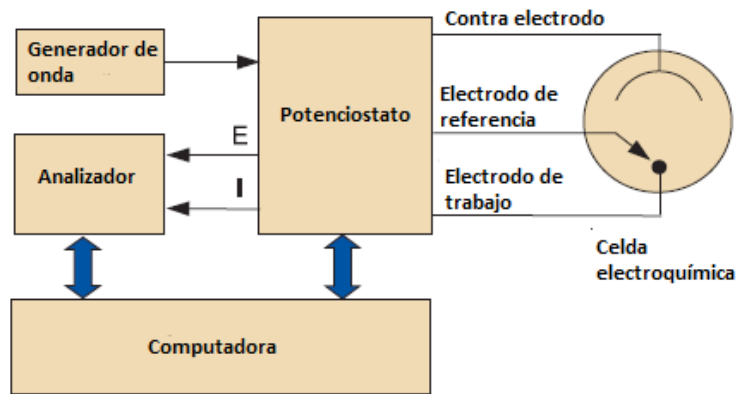 Contra electrodo
Generador de
onda
Potenciostato
Electrodo de
referencia
E
Analizador
I
Electrodo de
trabajo
Celda
electroquímica
Computadora